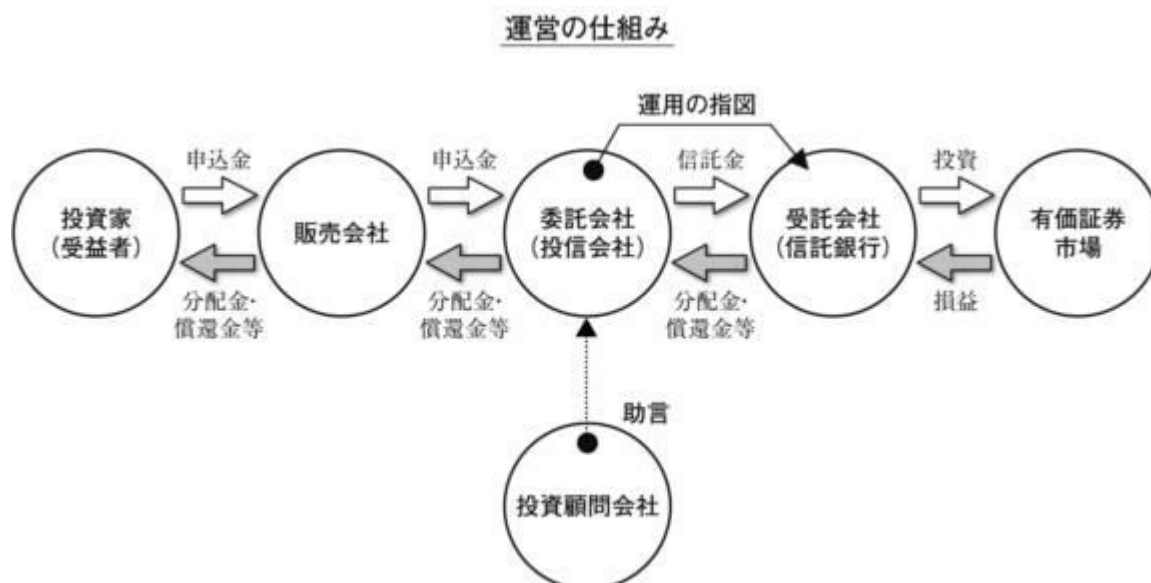 運営の仕組み
運用の指図
申込金
申込金
信託金
投資
投資家
(受益者)
販売会社
委託会社
(投信会社)
受託会社
(信託銀行)
有価証券
市場
分配金・
償還金等
分配金・
償還金等
分配金・
償還金等
損益
助言
投資顧問会社